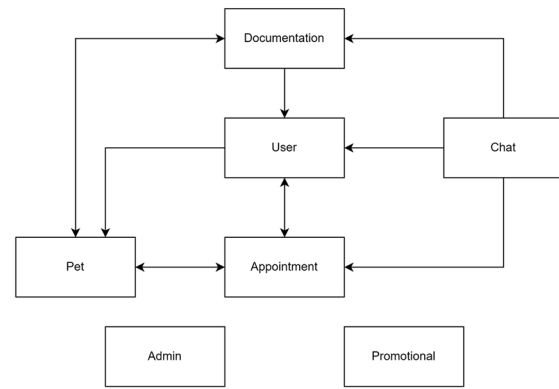 Documentation
User
Chat
Pet
Appointment
Admin
Promotional